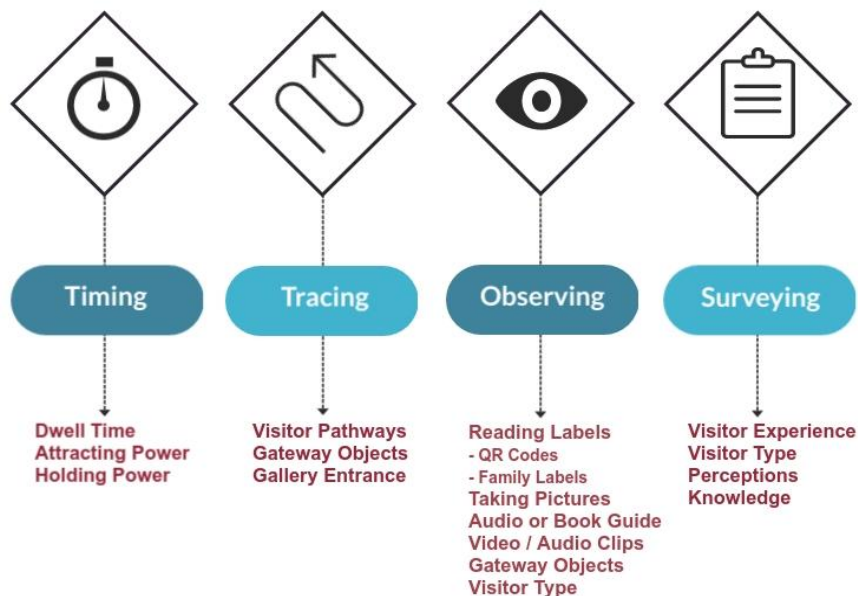 Timing
Tracing
Observing
Surveying
Dwell Time
Attracting Power
Holding Power
Visitor Pathways
Gateway Objects
Gallery Entrance
Reading Labels
- QR Codes
- Family Labels
Taking Pictures
Audio or Book Guide
Video / Audio Clips
Gateway Objects
Visitor Type
Visitor Experience
Visitor Type
Perceptions
Knowledge